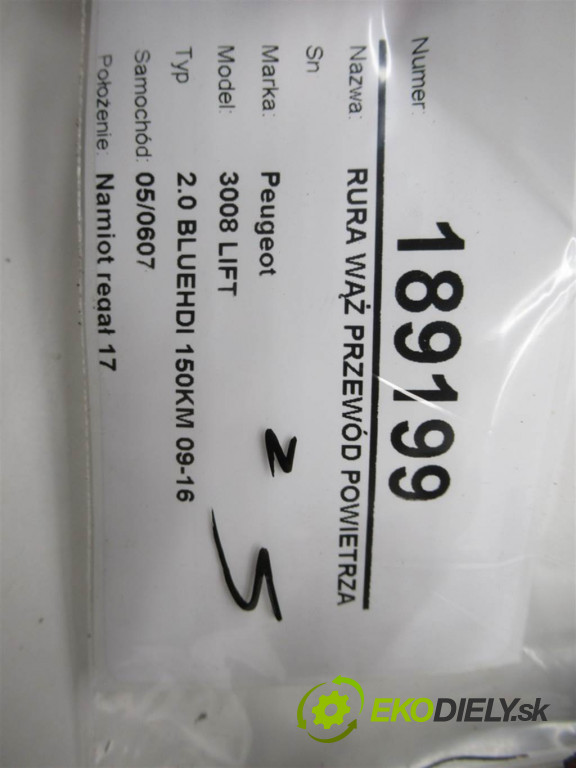 Numer: 189199
Nazwa: RURA WĄŻ PRZEWÓD POWIETRZA
Sn
Marka: Peugeot
Model: 3008 LIFT
Typ 2.0 BLUEHDI 150KM 09-16
Samochód: 05/0607
Położenie: Namiot regał 17
EKODIELY.sk